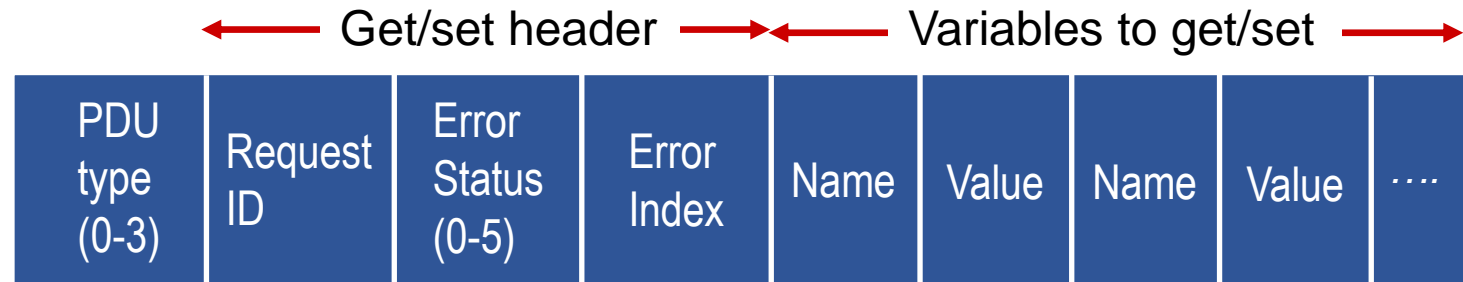 Get/set header
Variables to get/set
PDU
type
(0-3)
Request
ID
Error
Status
(0-5)
Error
Index
Name
Value
Name
Value
....